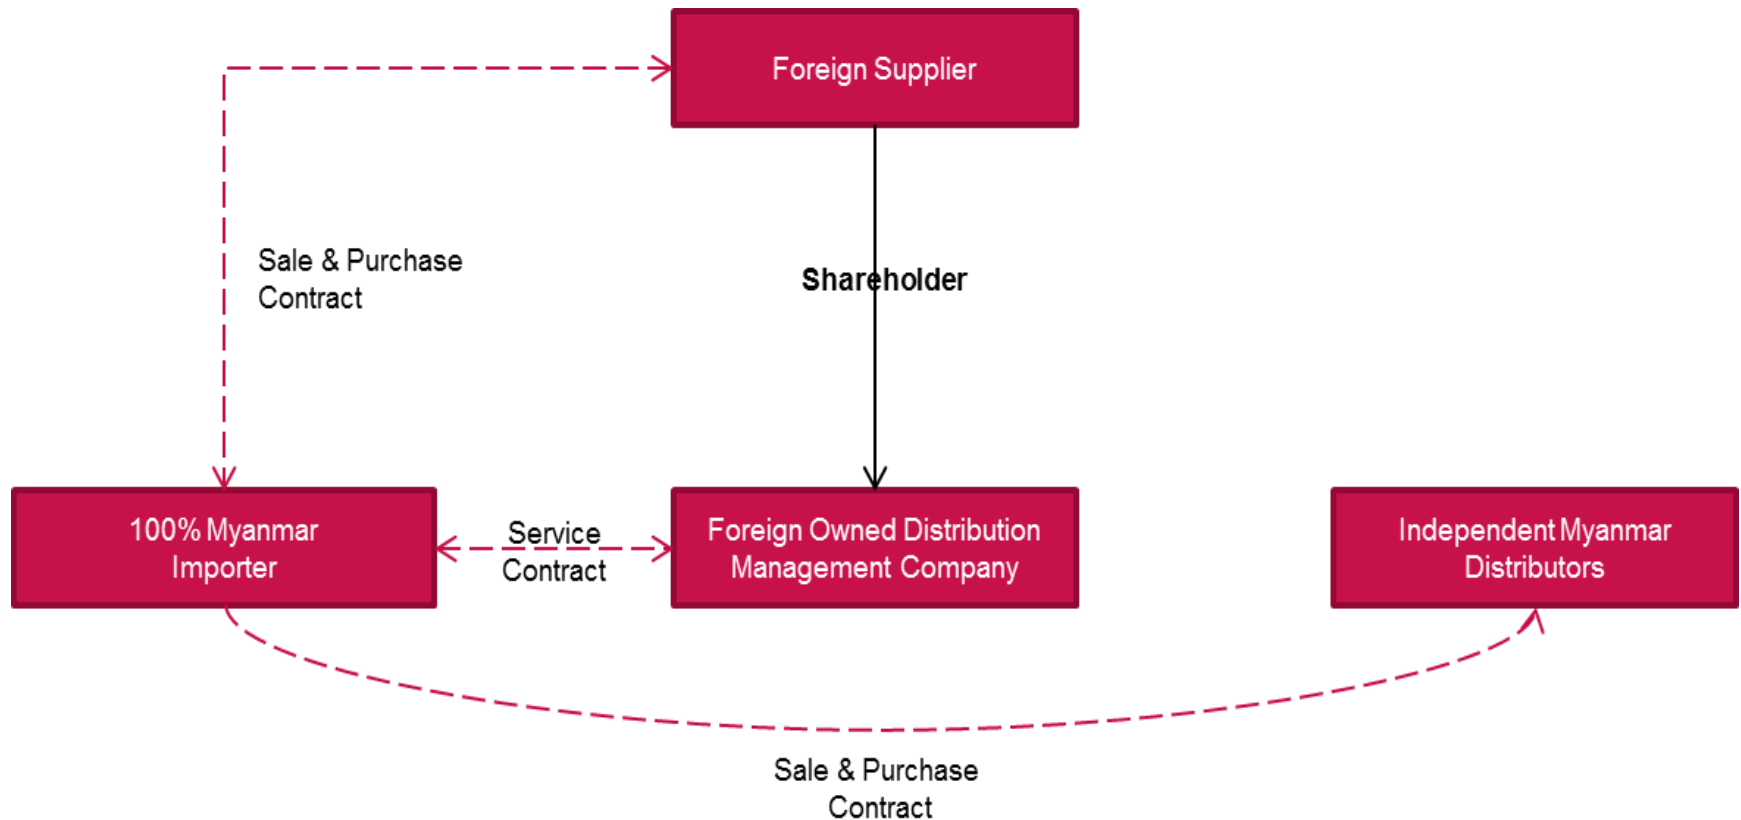 Foreign Supplier
Sale & Purchase
Contract
Shareholder
100% Myanmar
Importer
Service
Contract
Foreign Owned Distribution
Management Company
Independent Myanmar
Distributors
Sale & Purchase
Contract